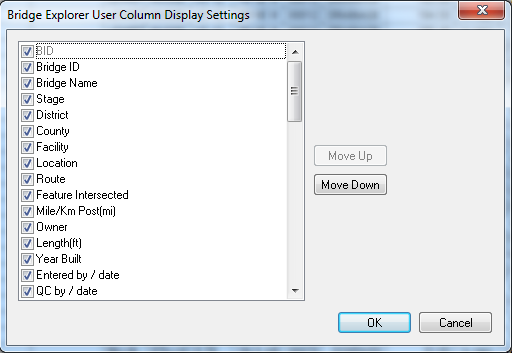 Bridge Explorer User Column Display Settings
BID
Bridge ID
Bridge Name
Stage
District
County
Facility
Location
Route
Feature Intersected
Mile/Km Post(mi)
Owner
Length(ft)
Year Built
Entered by / date
QC by / date
Move Up
Move Down
OK
Cancel